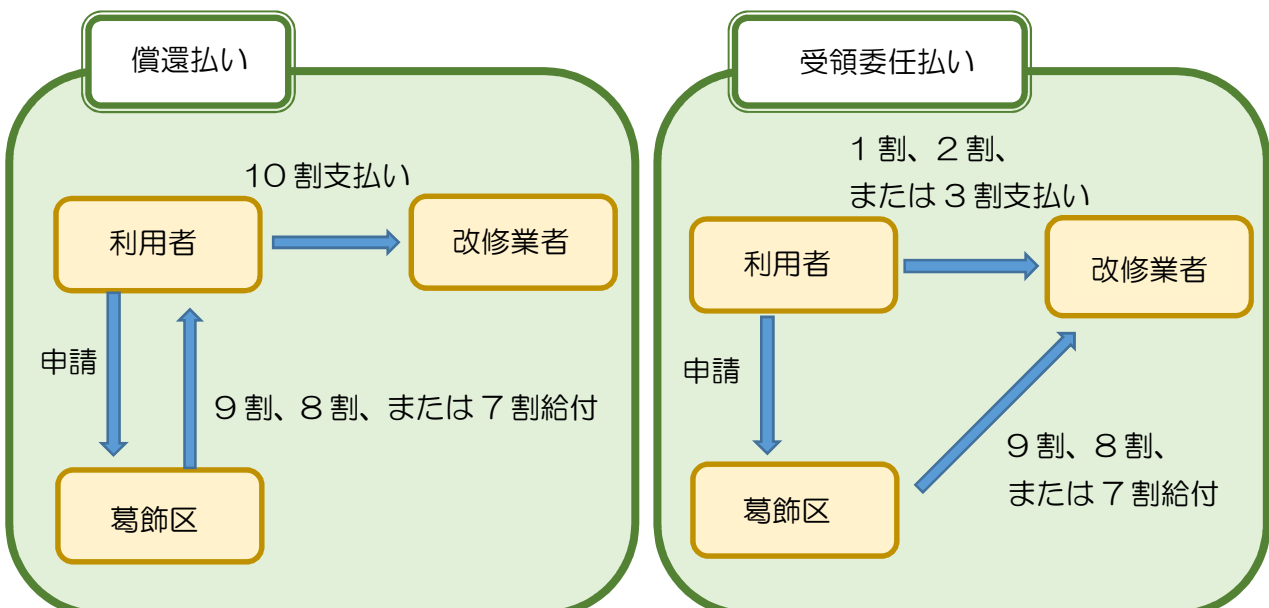 償還払い
10割支払い
利用者
改修業者
申請
9割、8割、または7割給付
葛飾区
受領委任払い
1割、2割、
または3割支払い
利用者
改修業者
申請
9割、8割、
または7割給付
葛飾区